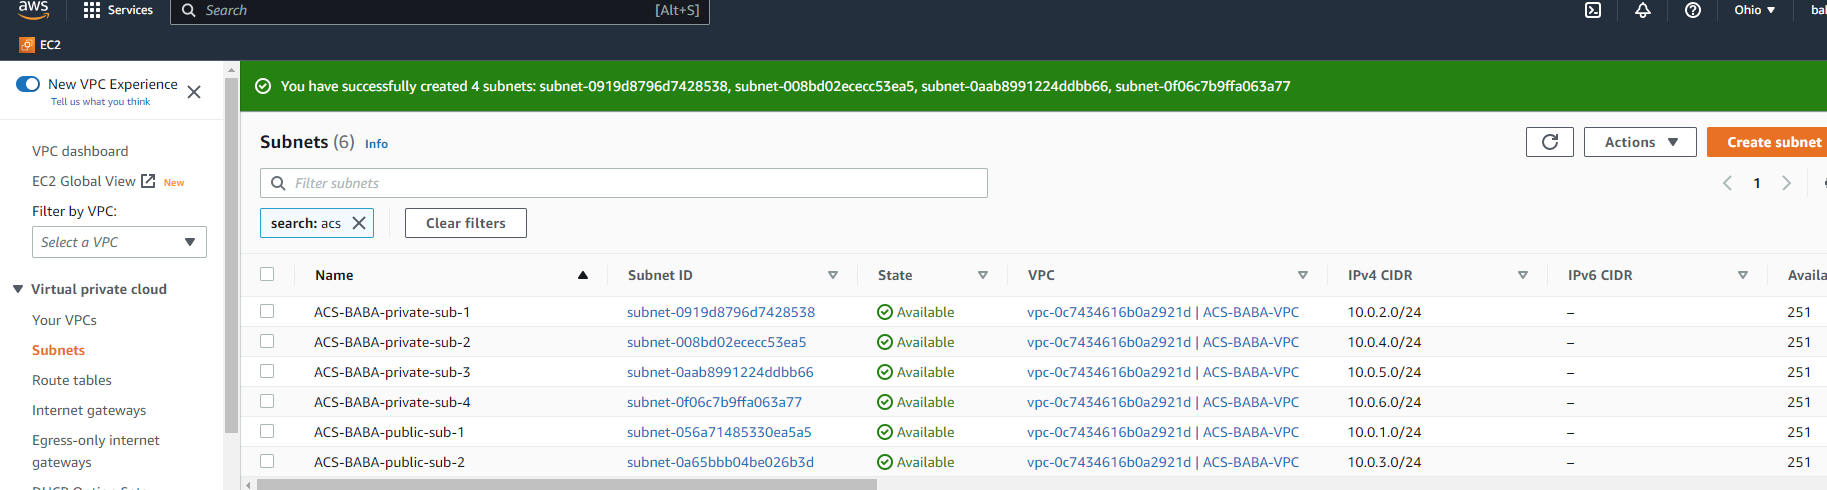 aws Services Search [Alt+S] Ohio
EC2
New VPC Experience
Tell us what you think
You have successfully created 4 subnets: subnet-0919d8796d7428538, subnet-008bd02ececc53ea5, subnet-0aab8991224ddbb66, subnet-0f06c7b9ffa063a77
VPC dashboard
EC2 Global View New
Filter by VPC:
Select a VPC
Virtual private cloud
Your VPCs
Subnets
Route tables
Internet gateways
Egress-only internet
gateways
Subnets (6) Info
Actions Create subnet
Filter subnets
1
search: acs Clear filters
Name Subnet ID State VPC IPv4 CIDR IPv6 CIDR Availa
ACS-BABA-private-sub-1 subnet-0919d8796d7428538 Available vpc-0c7434616b0a2921d | ACS-BABA-VPC 10.0.2.0/24 – 251
ACS-BABA-private-sub-2 subnet-008bd02ececc53ea5 Available vpc-0c7434616b0a2921d | ACS-BABA-VPC 10.0.4.0/24 – 251
ACS-BABA-private-sub-3 subnet-0aab8991224ddbb66 Available vpc-0c7434616b0a2921d | ACS-BABA-VPC 10.0.5.0/24 – 251
ACS-BABA-private-sub-4 subnet-0f06c7b9ffa063a77 Available vpc-0c7434616b0a2921d | ACS-BABA-VPC 10.0.6.0/24 – 251
ACS-BABA-public-sub-1 subnet-056a71485330ea5a5 Available vpc-0c7434616b0a2921d | ACS-BABA-VPC 10.0.1.0/24 – 251
ACS-BABA-public-sub-2 subnet-0a65bbb04be026b3d Available vpc-0c7434616b0a2921d | ACS-BABA-VPC 10.0.3.0/24 – 251